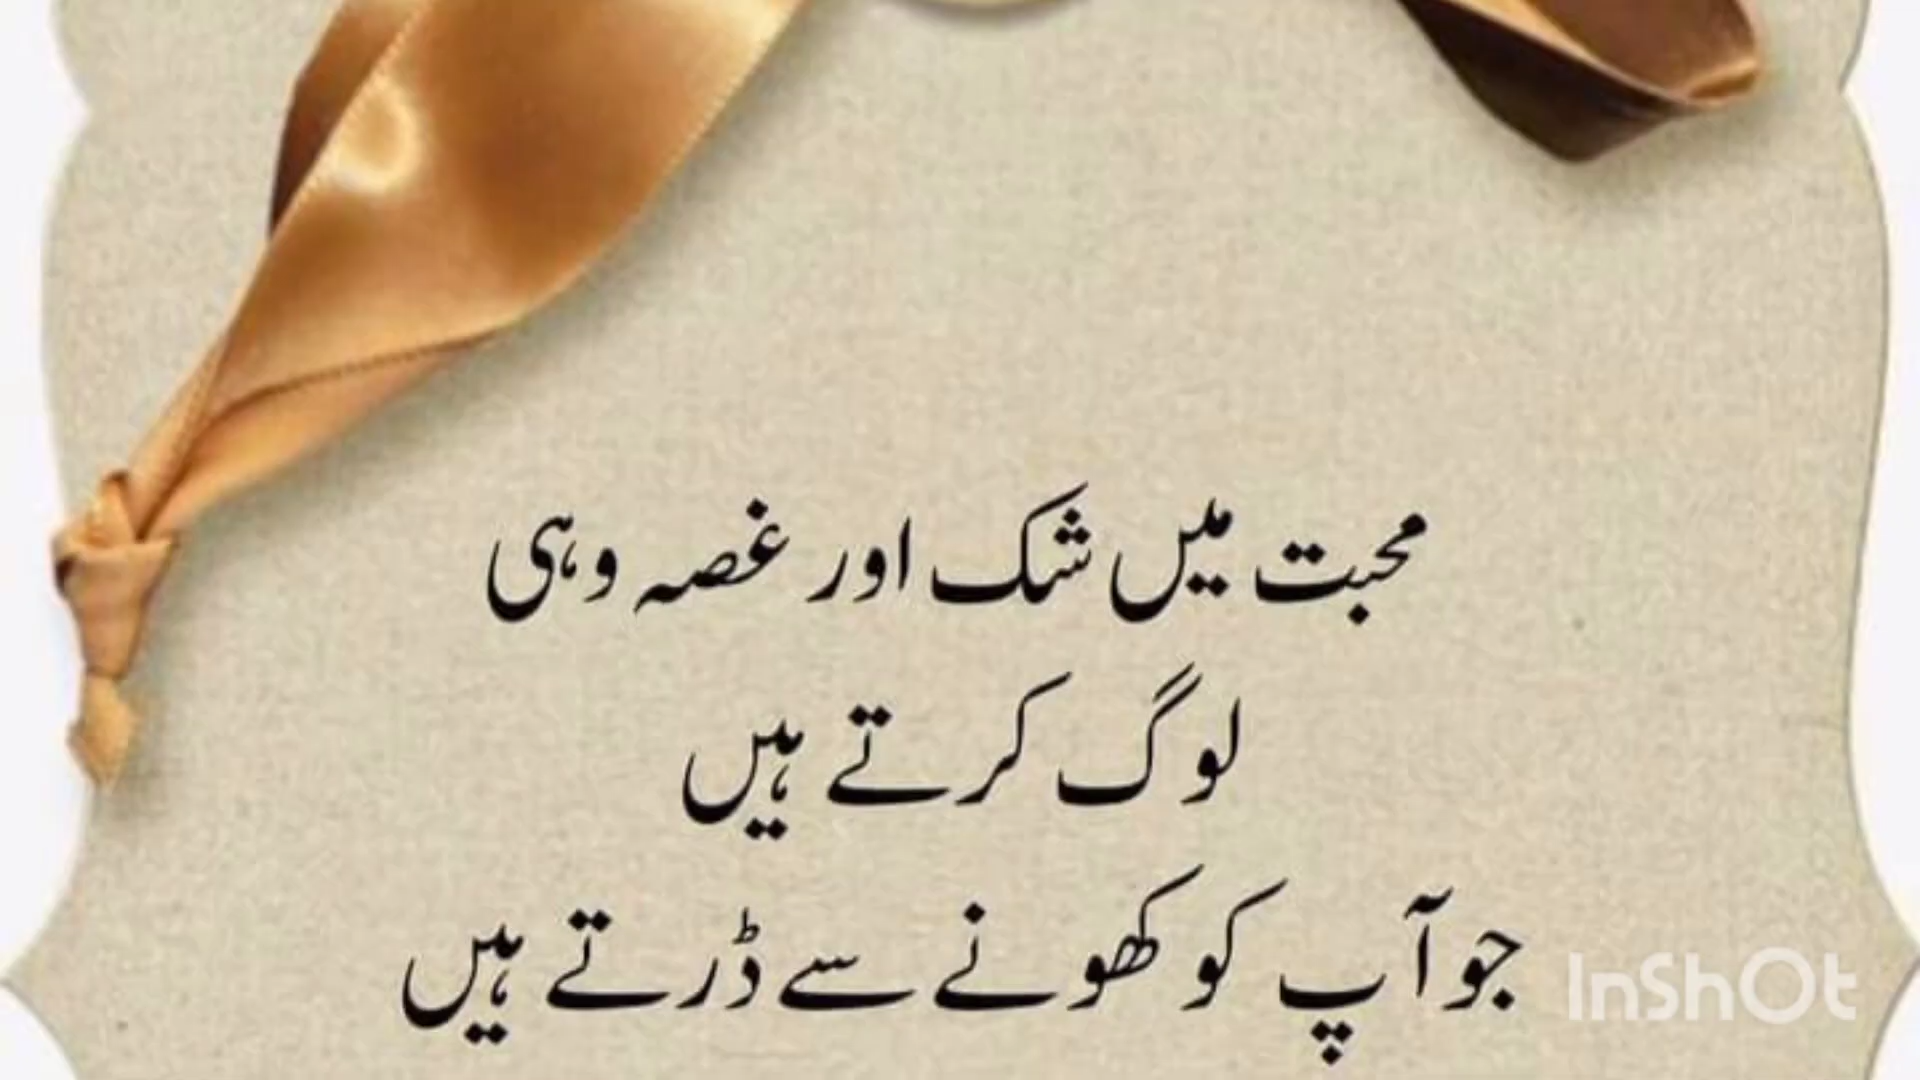 محبت میں شک اور غصہ وہی
لوگ کرتے ہیں
جو آپ کو کھونے سے ڈرتے ہیں
InShOt